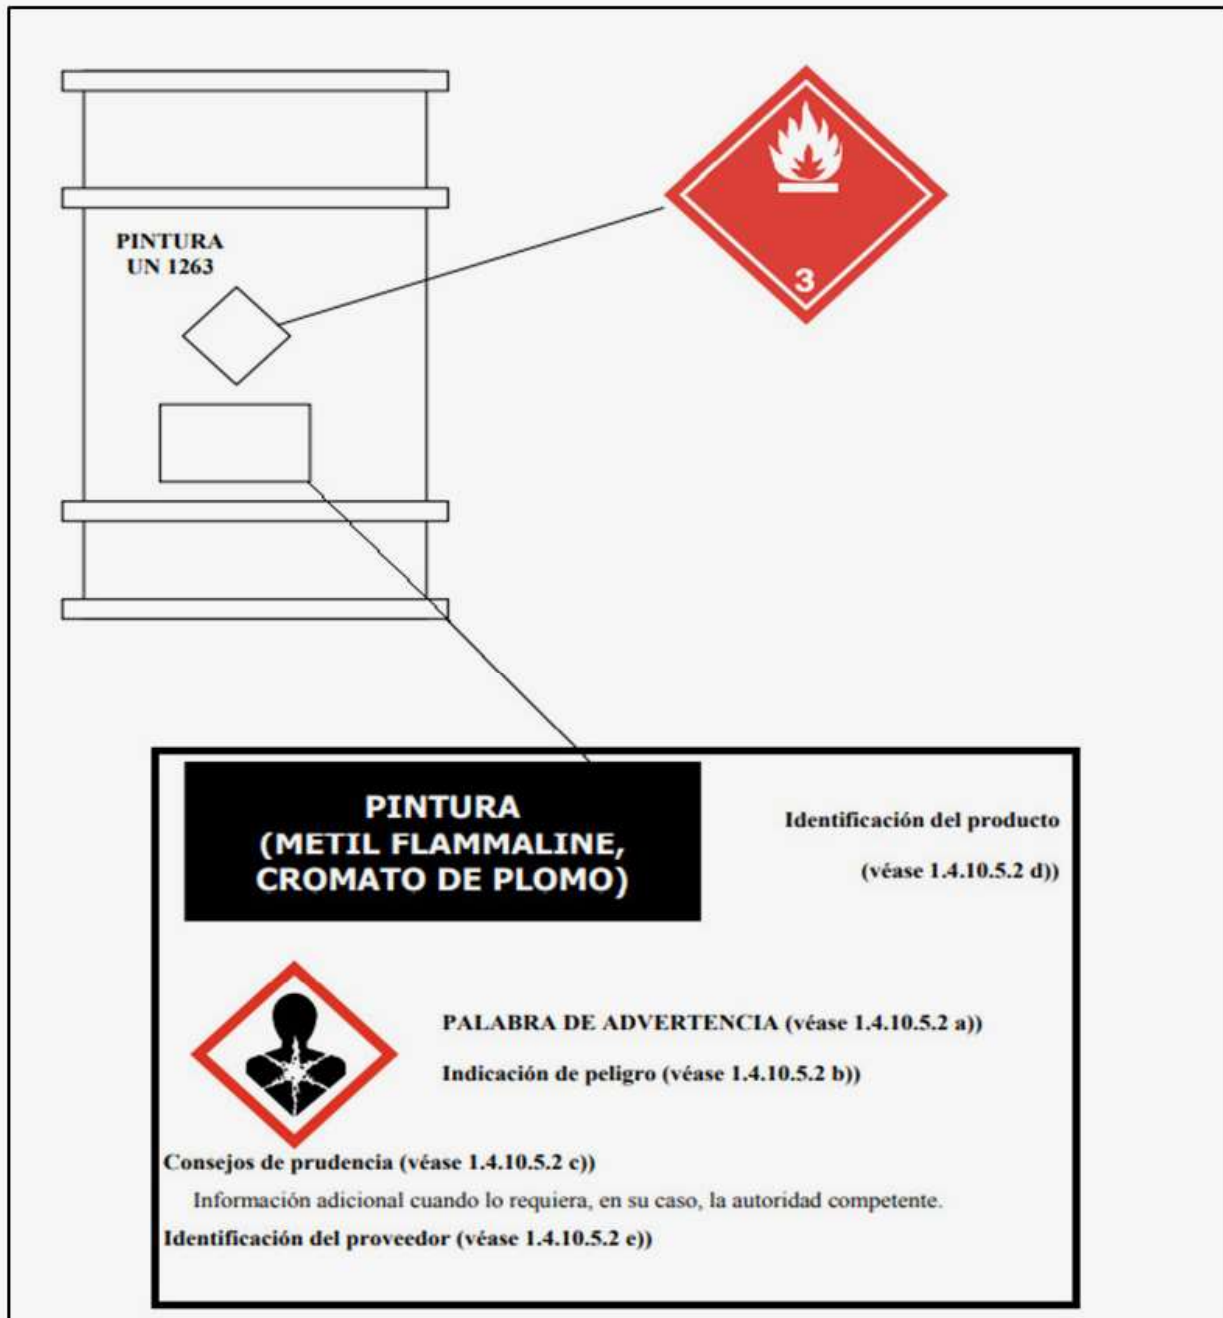 PINTURA
UN 1263
3
PINTURA
(METIL FLAMMALINE,
CROMATO DE PLOMO)
Identificación del producto
(véase 1.4.10.5.2 d))
PALABRA DE ADVERTENCIA (véase 1.4.10.5.2 a))
Indicación de peligro (véase 1.4.10.5.2 b))
Consejos de prudencia (véase 1.4.10.5.2 c))
Información adicional cuando lo requiera, en su caso, la autoridad competente.
Identificación del proveedor (véase 1.4.10.5.2 e))